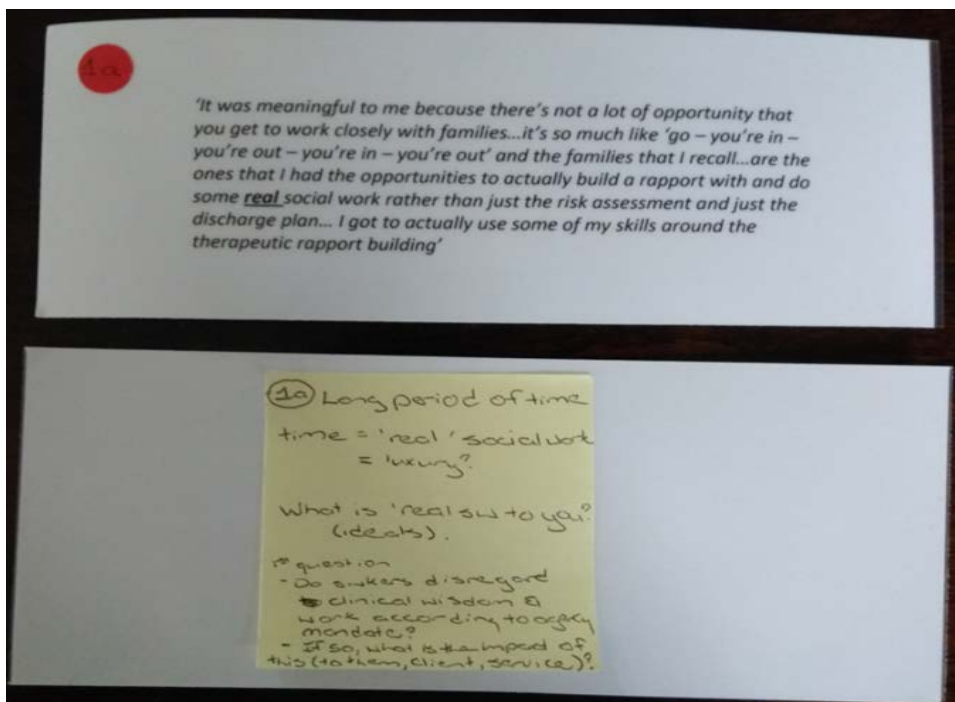 1a
'It was meaningful to me because there's not a lot of opportunity that
you get to work closely with families...it's so much like 'go – you're in –
you're out – you're in – you're out' and the families that I recall...are the
ones that I had the opportunities to actually build a rapport with and do
some real social work rather than just the risk assessment and just the
discharge plan... I got to actually use some of my skills around the
therapeutic rapport building'
1a Long period of time
time = 'real' social work
= luxury?
What is 'real sw to you?
(ideals).
question
- Do swkers disregard
clinical wisdom &
work according to agency
mandate?
- If so, what is the impact of
this (to them, client, service)?